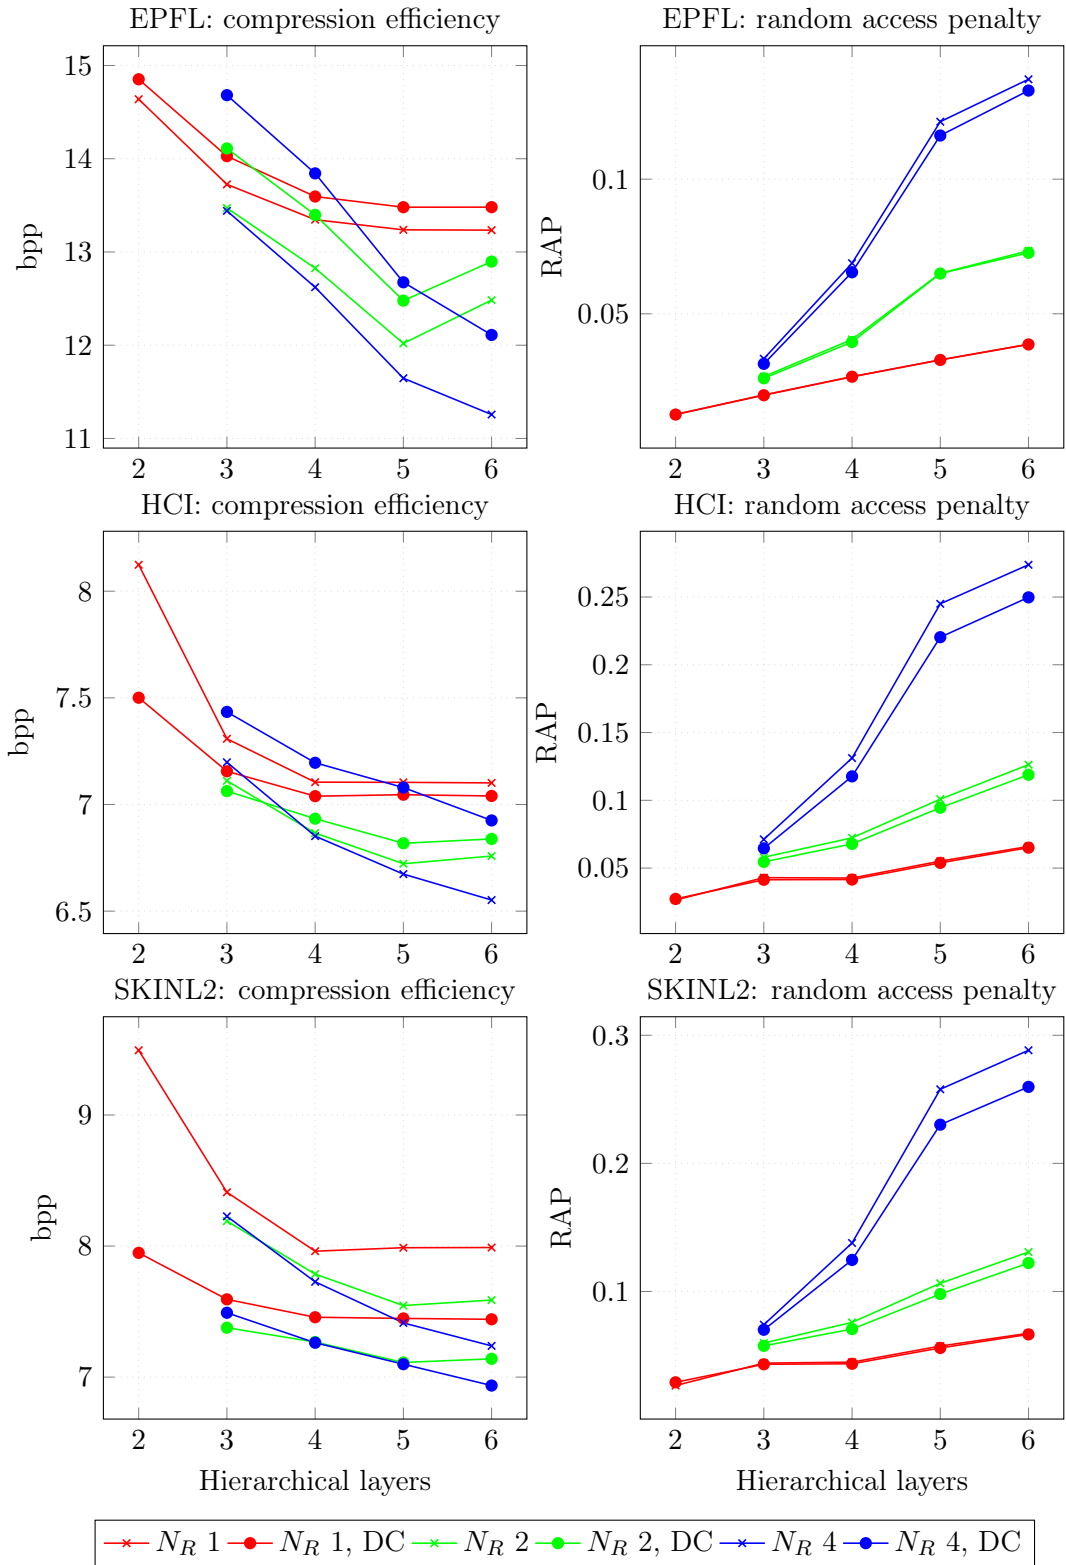 EPFL: compression efficiency
EPFL: random access penalty
15
14
13
12
11
bpp
2 3 4 5 6
0.1
0.05
RAP
2 3 4 5 6
HCI: compression efficiency
HCI: random access penalty
8
7.5
7
6.5
bpp
2 3 4 5 6
0.25
0.2
0.15
0.1
0.05
RAP
2 3 4 5 6
SKINL2: compression efficiency
SKINL2: random access penalty
9
8
7
bpp
2 3 4 5 6
Hierarchical layers
0.3
0.2
0.1
RAP
2 3 4 5 6
Hierarchical layers
N_R 1 N_R 1, DC N_R 2 N_R 2, DC N_R 4 N_R 4, DC